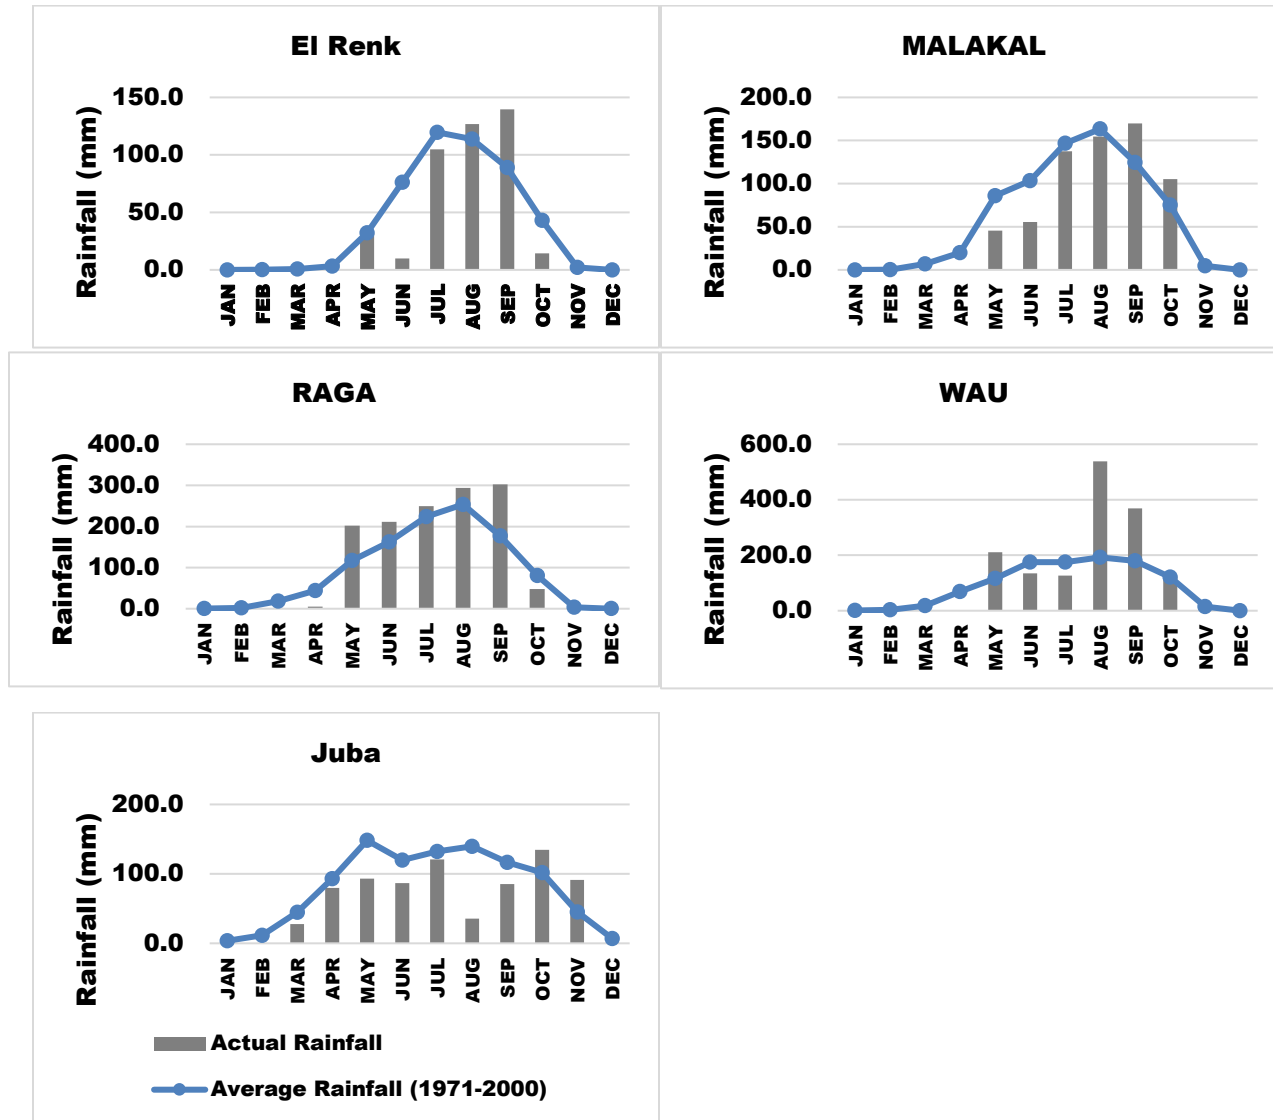 El Renk
Rainfall (mm)
150.0
100.0
50.0
0.0
JAN FEB MAR APR MAY JUN JUL AUG SEP OCT NOV DEC
MALAKAL
Rainfall (mm)
200.0
150.0
100.0
50.0
0.0
JAN FEB MAR APR MAY JUN JUL AUG SEP OCT NOV DEC
RAGA
Rainfall (mm)
400.0
300.0
200.0
100.0
0.0
JAN FEB MAR APR MAY JUN JUL AUG SEP OCT NOV DEC
WAU
Rainfall (mm)
600.0
400.0
200.0
0.0
JAN FEB MAR APR MAY JUN JUL AUG SEP OCT NOV DEC
Juba
Rainfall (mm)
200.0
100.0
0.0
JAN FEB MAR APR MAY JUN JUL AUG SEP OCT NOV DEC
Actual Rainfall
Average Rainfall (1971-2000)